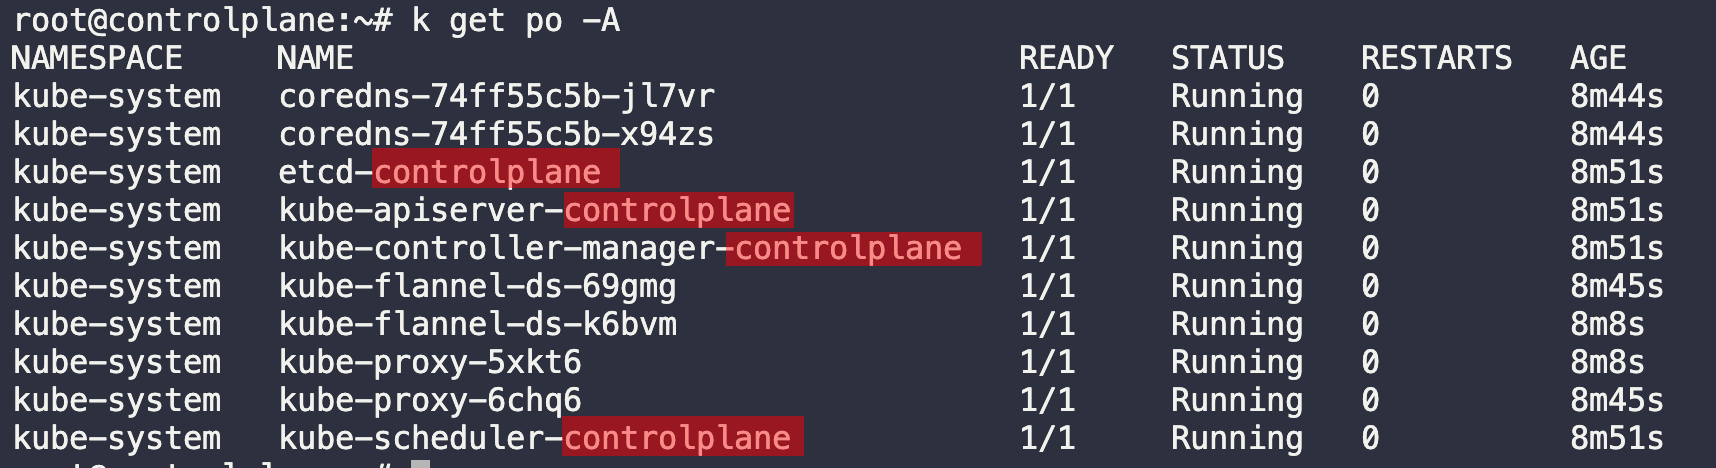 root@controlplane:~# k get po -A
NAMESPACE NAME READY STATUS RESTARTS AGE
kube-system coredns-74ff55c5b-jl7vr 1/1 Running 0 8m44s
kube-system coredns-74ff55c5b-x94zs 1/1 Running 0 8m44s
kube-system etcd-controlplane 1/1 Running 0 8m51s
kube-system kube-apiserver-controlplane 1/1 Running 0 8m51s
kube-system kube-controller-manager-controlplane 1/1 Running 0 8m51s
kube-system kube-flannel-ds-69gmg 1/1 Running 0 8m45s
kube-system kube-flannel-ds-k6bvm 1/1 Running 0 8m8s
kube-system kube-proxy-5xkt6 1/1 Running 0 8m8s
kube-system kube-proxy-6chq6 1/1 Running 0 8m45s
kube-system kube-scheduler-controlplane 1/1 Running 0 8m51s